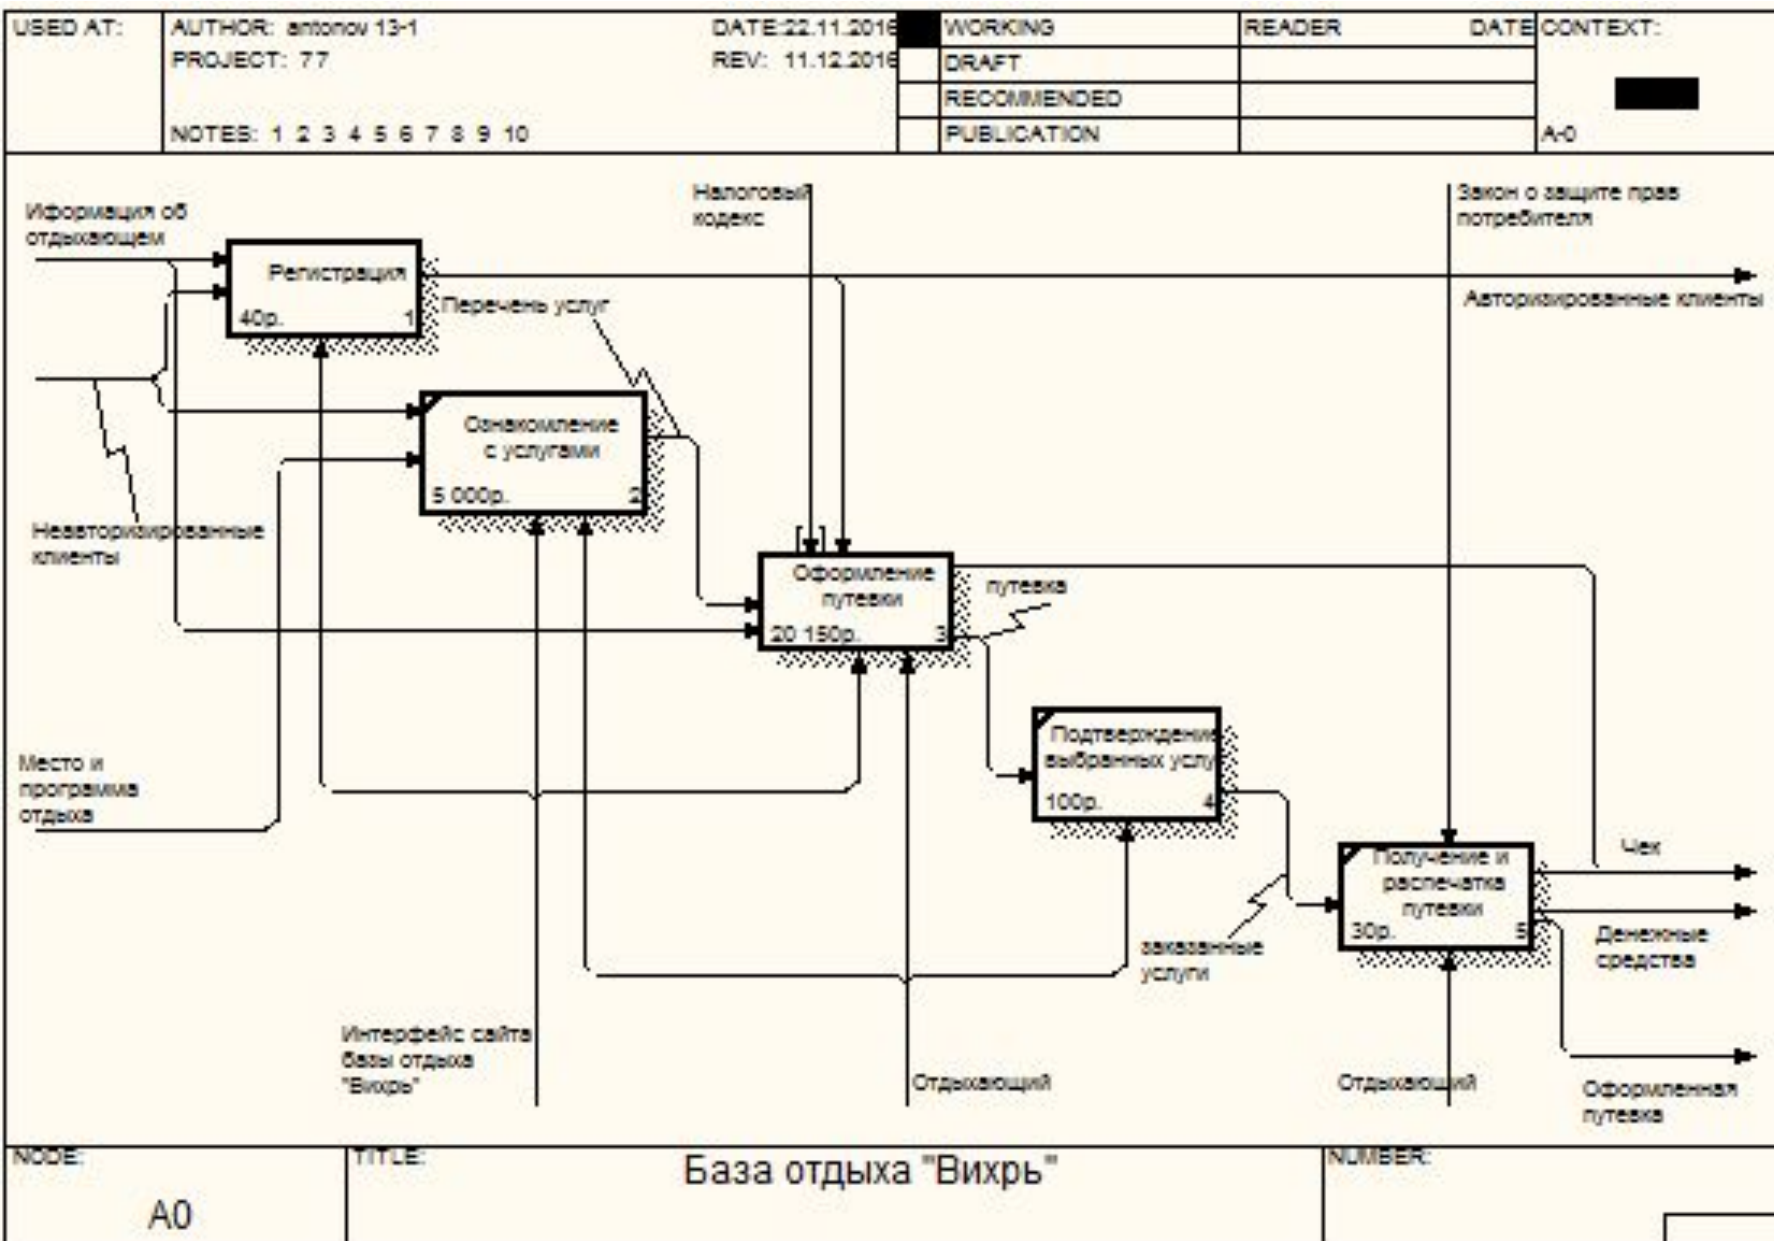 USED AT:
AUTHOR: antonov 13-1
DATE:22.11.2016
PROJECT: 77
REV: 11.12.2016
NOTES: 1 2 3 4 5 6 7 8 9 10
WORKING
DRAFT
RECOMMENDED
PUBLICATION
READER
DATE
CONTEXT:
A-0
Иформация об
отдыхающем
Налоговый
кодекс
Закон о защите прав
потребителя
Регистрация
40р. 1
Перечень услуг
Авторизированные клиенты
Ознакомление
с услугами
5 000р. 2
Неавторизированные
клиенты
Оформление
путевки
20 150р. 3
путевка
Место и
программа
отдыха
Подтверждение
выбранных услу
100р. 4
Получение и
распечатка
путевки
30р. 5
Чек
Денежные
средства
заказанные
услуги
Интерфейс сайта
базы отдыха
"Вихрь"
Отдыхающий
Отдыхающий
Оформленная
путевка
NODE:
A0
TITLE:
База отдыха "Вихрь"
NUMBER: